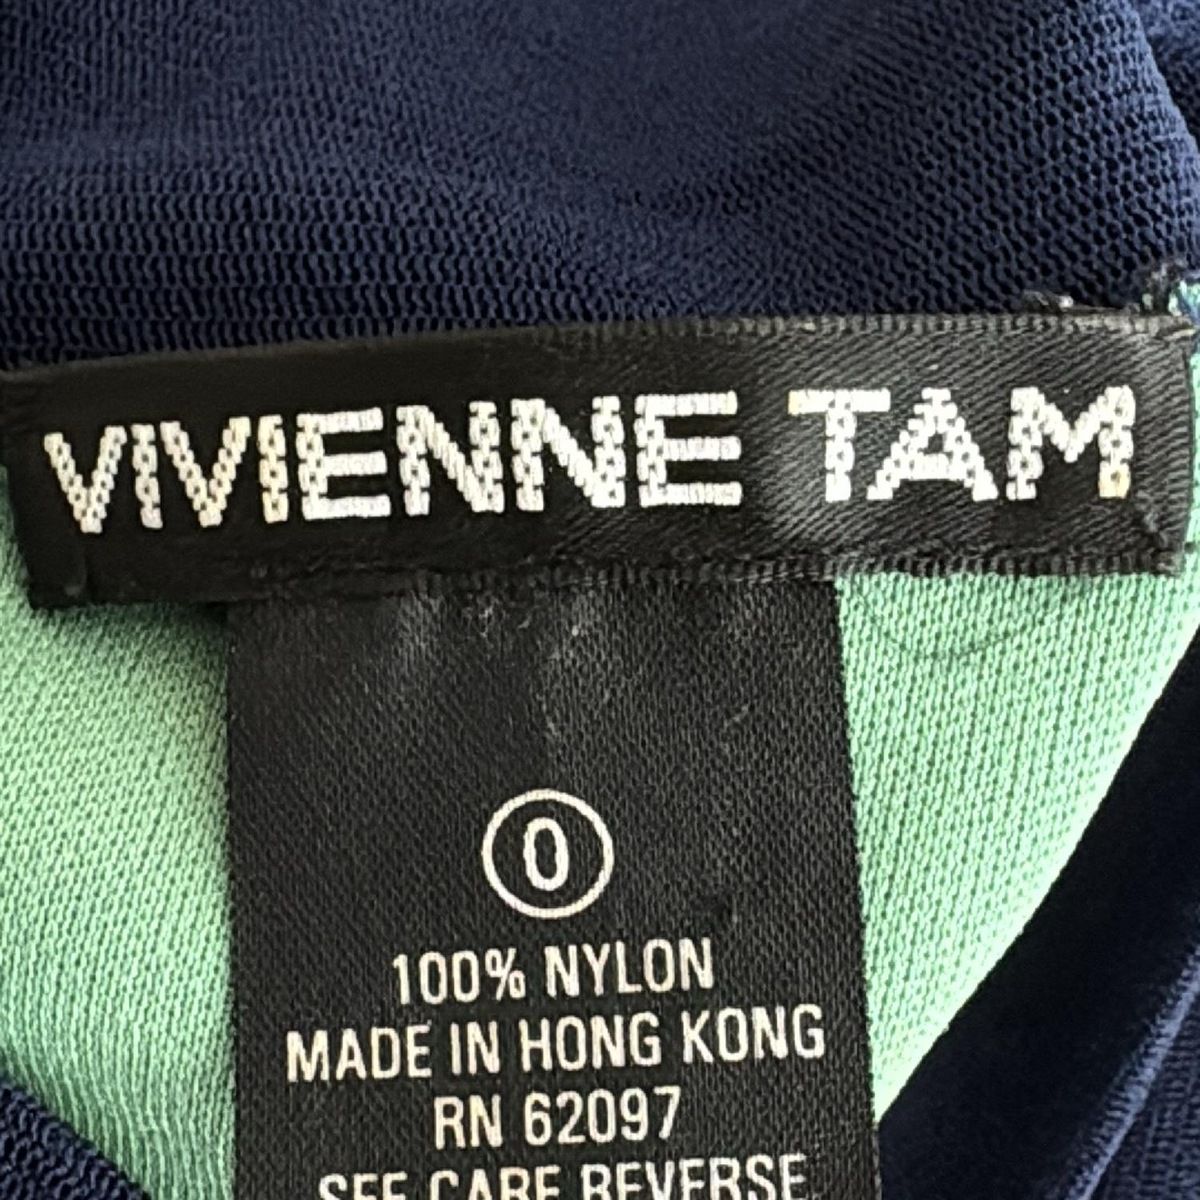 VIVIENNE TAM
0
100% NYLON
MADE IN HONG KONG
RN 62097
SEE CARE REVERSE